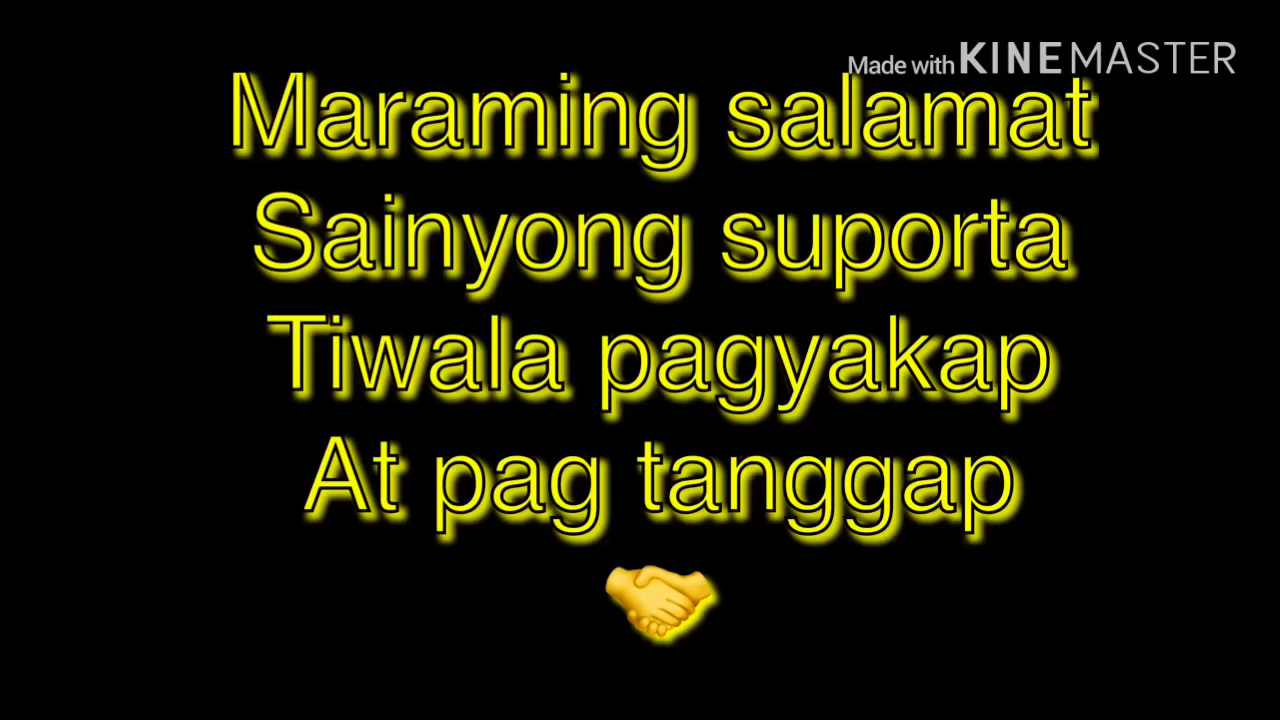 Made with KINEMASTER
Maraming salamat
Sainyong suporta
Tiwala pagyakap
At pag tanggap
🤝